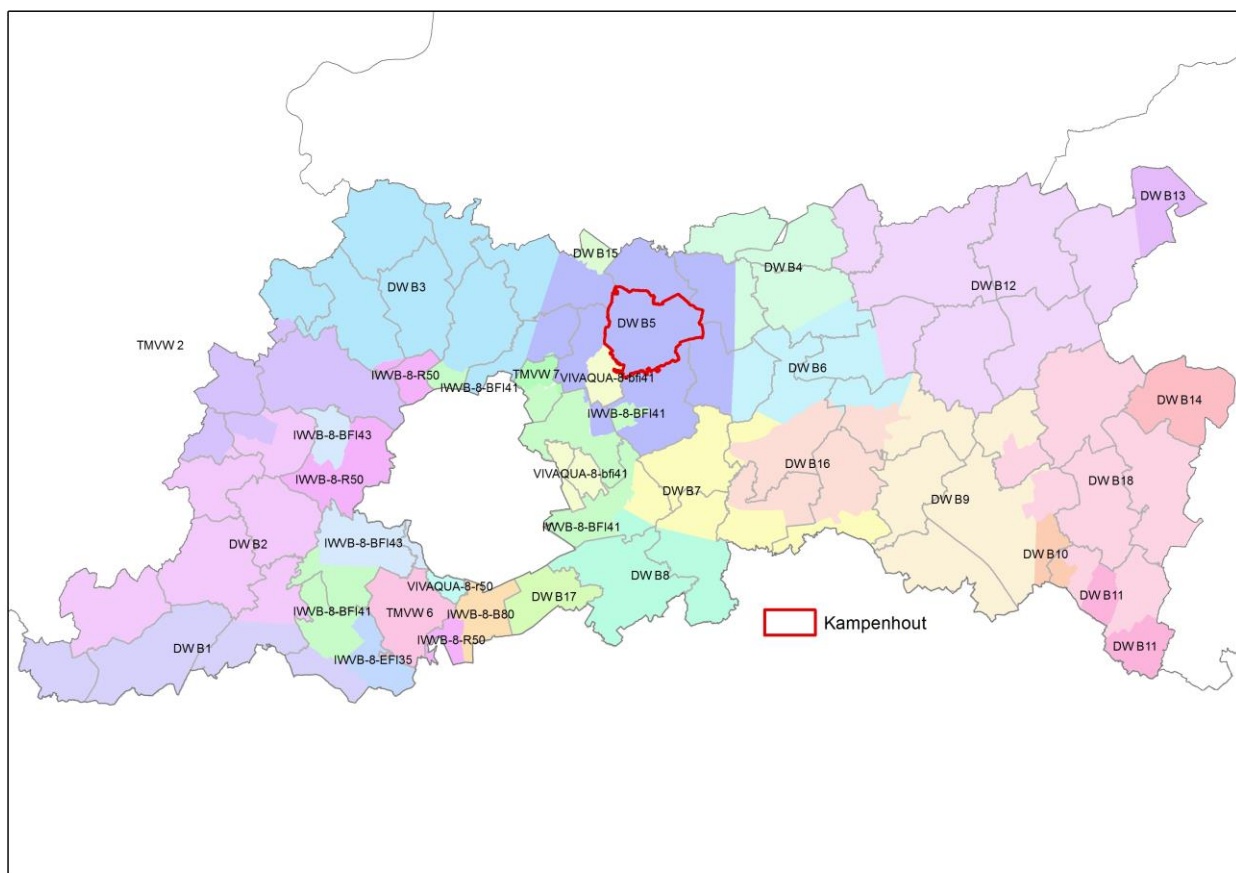 DW B13
DW B15
DW B4
DW B3
DW B12
DW B5
TMVW 2
DW B6
IWVB-8-R50
TMVW 7
VIVAQUA-8-bfi41
IWVB-8-BFI41
DW B14
IWVB-8-BFI41
IWVB-8-BFI43
DW B16
VIVAQUA-8-bfi41
IWVB-8-R50
DW B18
DW B7
DW B9
IWVB-8-BFI41
IWVB-8-BFI43
DW B2
DW B10
DW B8
VIVAQUA-8-r50
DW B11
DW B17
IWVB-8-BFI41
TMVW 6
IWVB-8-B80
Kampenhout
IWVB-8-R50
DW B1
DW B11
IWVB-8-EFI35